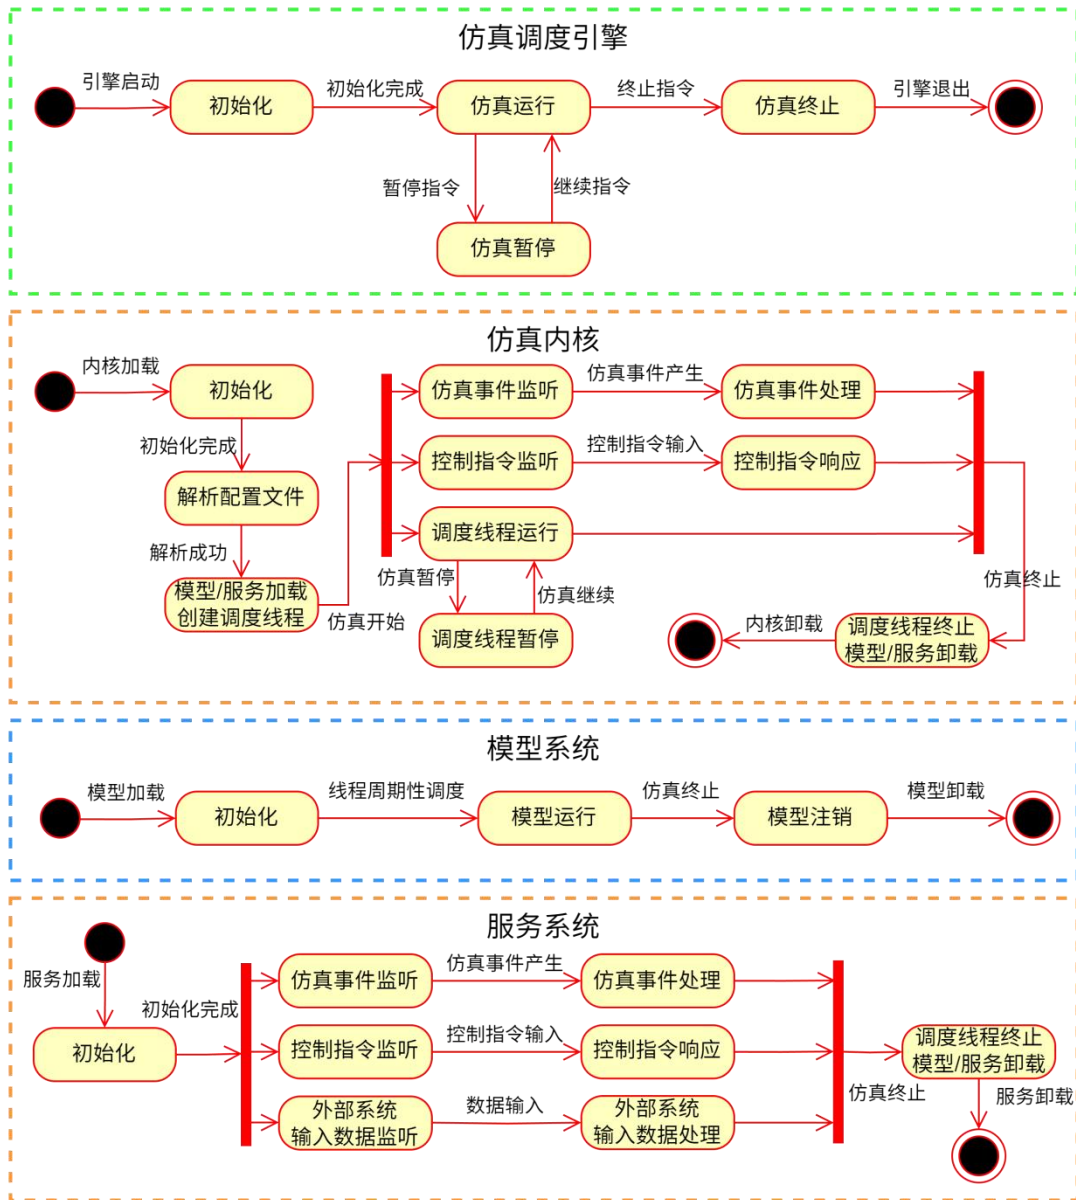 仿真调度引擎
引擎启动
初始化
初始化完成
仿真运行
终止指令
仿真终止
引擎退出
暂停指令
继续指令
仿真暂停
仿真内核
内核加载
初始化
初始化完成
解析配置文件
解析成功
模型/服务加载
创建调度线程
仿真开始
仿真事件监听
仿真事件产生
仿真事件处理
控制指令监听
控制指令输入
控制指令响应
调度线程运行
仿真暂停
仿真继续
调度线程暂停
仿真终止
调度线程终止
模型/服务卸载
内核卸载
模型系统
模型加载
初始化
线程周期性调度
模型运行
仿真终止
模型注销
模型卸载
服务系统
服务加载
初始化
初始化完成
仿真事件监听
仿真事件产生
仿真事件处理
控制指令监听
控制指令输入
控制指令响应
外部系统
输入数据监听
数据输入
外部系统
输入数据处理
仿真终止
调度线程终止
模型/服务卸载
服务卸载